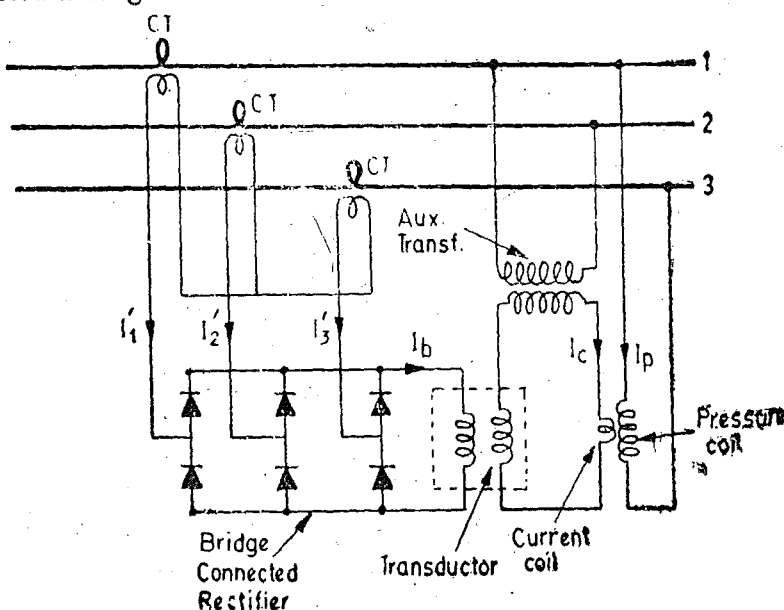 CT
1
CT
2
CT
3
Aux.
Transf.
I'1
I'2
I'3
Ib
Ic
Ip
Pressure
coil
Bridge
Connected
Rectifier
Transductor
Current
coil